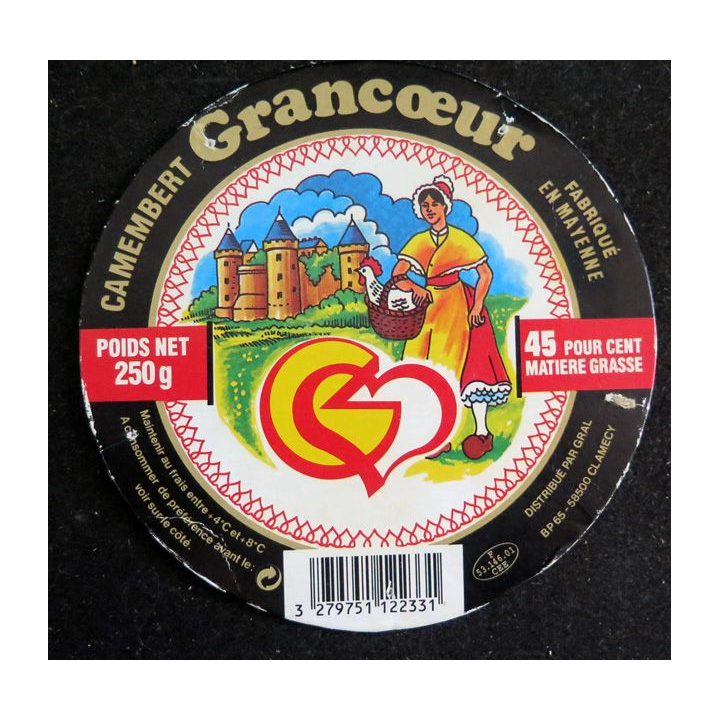 CAMEMBERT Grancœur
FABRIQUÉ
EN MAYENNE
POIDS NET
250 g
45 POUR CENT
MATIERE GRASSE
Maintenir au frais entre +4°C et +8°C
A consommer de préférence avant le :
voir sur le côté.
DISTRIBUÉ PAR GRAL
BP 65 - 58500 CLAMECY
F
53.146.01
CEE
3 279751 122331